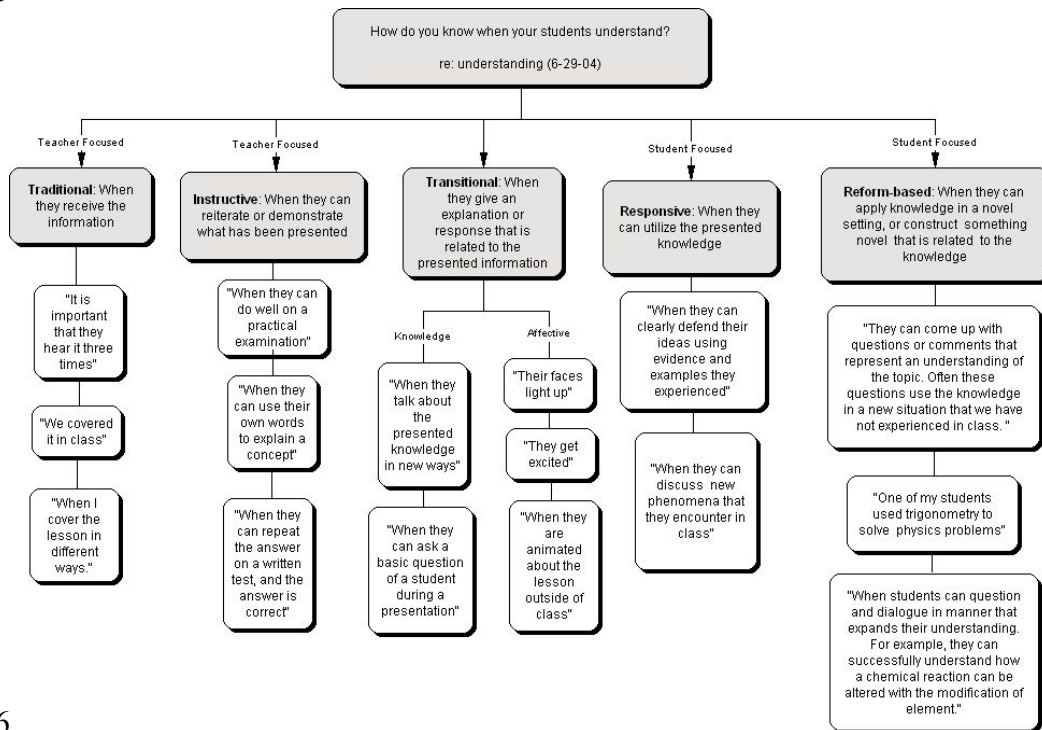 How do you know when your students understand?
re: understanding (6-29-04)
Teacher Focused
Traditional: When
they receive the
information
"It is
important
that they
hear it three
times"
"We covered
it in class"
"When I
cover the
lesson in
different
ways."
Teacher Focused
Instructive: When they can
reiterate or demonstrate
what has been presented
"When they can
do well on a
practical
examination"
"When they
can use their
own words
to explain a
concept"
"When they
can repeat
the answer
on a written
test, and the
answer is
correct"
Transitional: When
they give an
explanation or
response that is
related to the
presented information
Knowledge
"When they
talk about
the
presented
knowledge
in new ways"
"When they
can ask a
basic question
of a student
during a
presentation"
Affective
"Their faces
light up"
"They get
excited"
"When they
are
animated
about the
lesson
outside of
class"
Student Focused
Responsive: When they
can utilize the presented
knowledge
"When they can
clearly defend their
ideas using
evidence and
examples they
experienced"
"When they can
discuss new
phenomena that
they encounter in
class"
Student Focused
Reform-based: When they can
apply knowledge in a novel
setting, or construct something
novel that is related to the
knowledge
"They can come up with
questions or comments that
represent an understanding of
the topic. Often these
questions use the knowledge
in a new situation that we have
not experienced in class. "
"One of my students
used trigonometry to
solve physics problems"
"When students can question
and dialogue in manner that
expands their understanding.
For example, they can
successfully understand how
a chemical reaction can be
altered with the modification of
element."